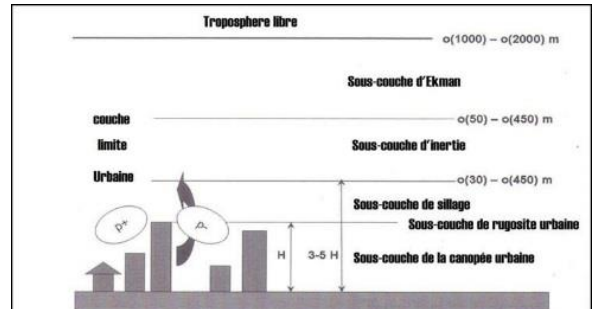 Troposphere libre
o(1000) – o(2000) m
Sous-couche d'Ekman
couche
o(50) – o(450) m
limite
Sous-couche d'inertie
Urbaine
o(30) – o(450) m
Sous-couche de sillage
P+
P-
Sous-couche de rugosite urbaine
H
3-5 H
Sous-couche de la canopée urbaine